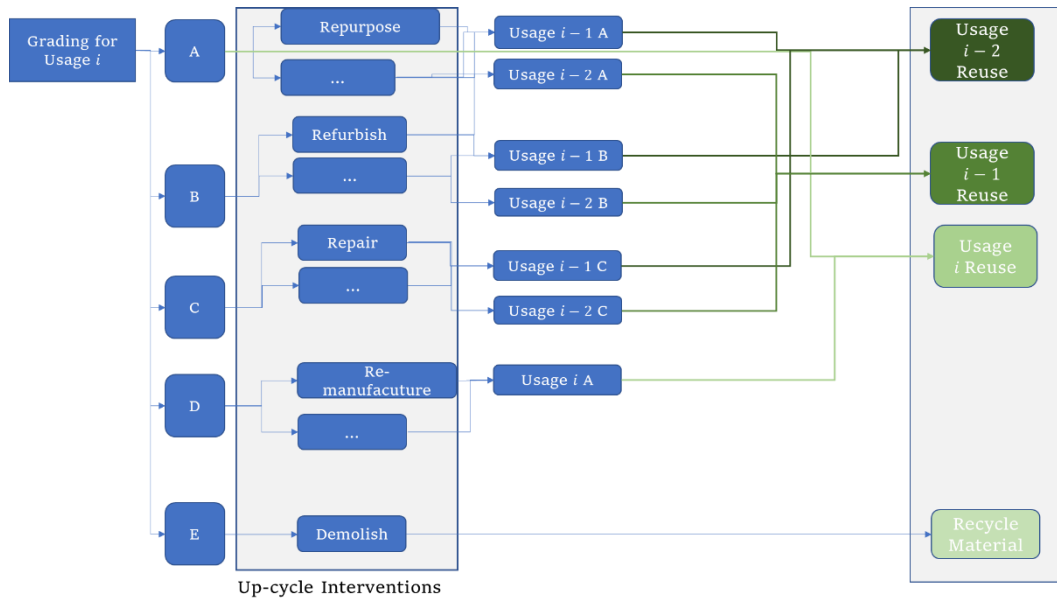 Grading for
Usage i
A
B
C
D
E
Repurpose
...
Refurbish
...
Repair
...
Re-
manufacuture
...
Demolish
Up-cycle Interventions
Usage i − 1 A
Usage i − 2 A
Usage i − 1 B
Usage i − 2 B
Usage i − 1 C
Usage i − 2 C
Usage i A
Usage
i − 2
Reuse
Usage
i − 1
Reuse
Usage
i Reuse
Recycle
Material